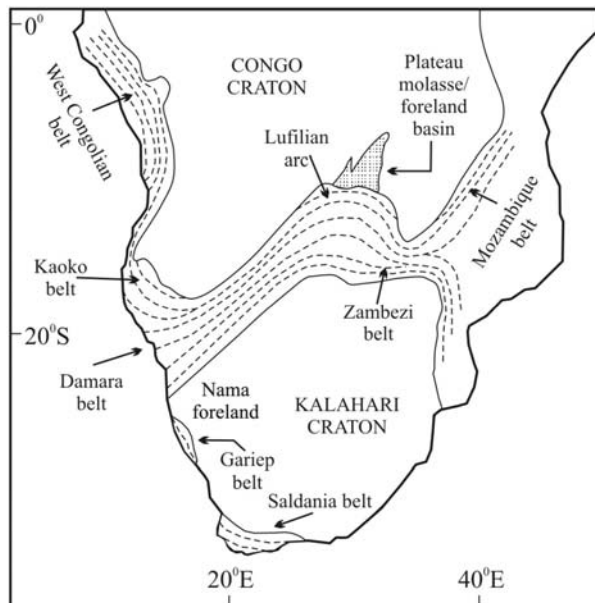 0°
West Congolian
belt
CONGO
CRATON
Plateau
molasse/
foreland
basin
Lufilian
arc
Mozambique
belt
Kaoko
belt
Zambezi
belt
20°S
Damara
belt
Nama
foreland
KALAHARI
CRATON
Gariep
belt
Saldania belt
20°E
40°E